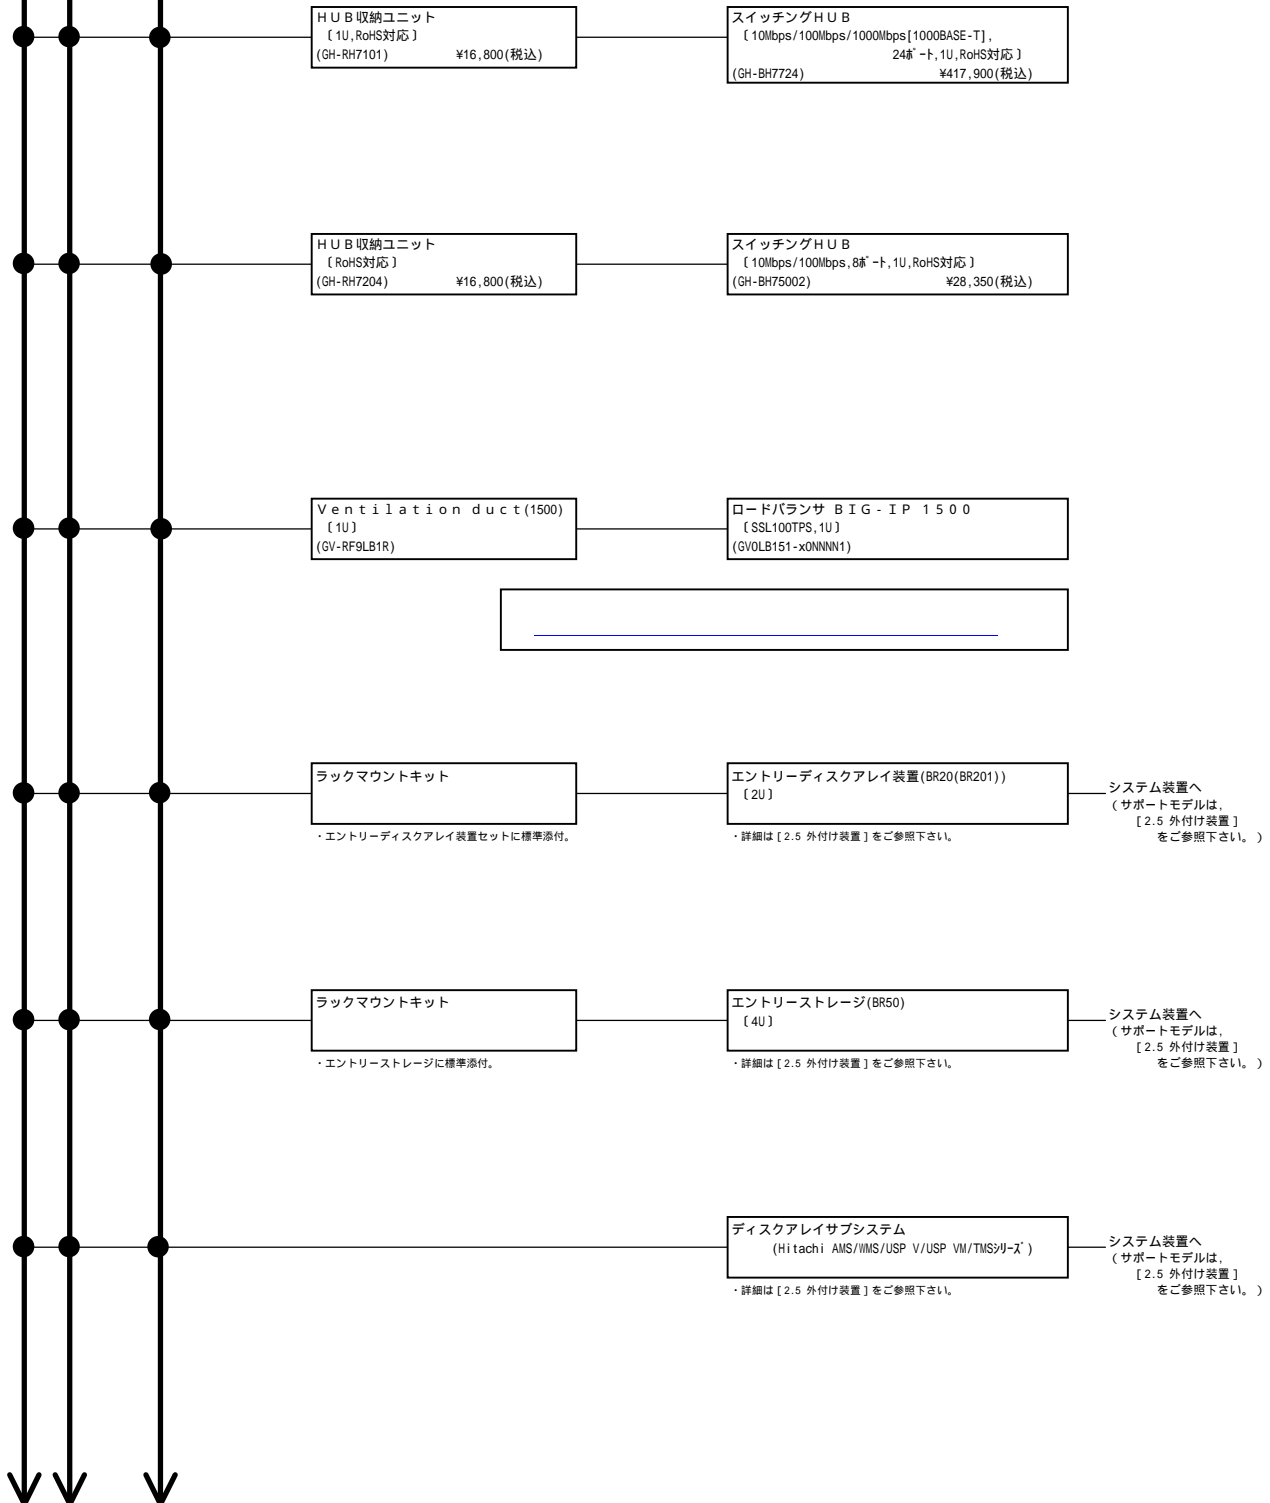 ＨＵＢ収納ユニット
〔1U,RoHS対応〕
(GH-RH7101) ¥16,800(税込)
スイッチングＨＵＢ
〔10Mbps/100Mbps/1000Mbps[1000BASE-T],
24ﾎﾟｰﾄ,1U,RoHS対応〕
(GH-BH7724) ¥417,900(税込)
ＨＵＢ収納ユニット
〔RoHS対応〕
(GH-RH7204) ¥16,800(税込)
スイッチングＨＵＢ
〔10Mbps/100Mbps,8ﾎﾟｰﾄ,1U,RoHS対応〕
(GH-BH75002) ¥28,350(税込)
Ｖｅｎｔｉｌａｔｉｏｎ ｄｕｃｔ(1500)
〔1U〕
(GV-RF9LB1R)
ロードバランサ ＢＩＧ-ＩＰ １５００
〔SSL100TPS,1U〕
(GV0LB151-x0NNNN1)
ラックマウントキット
・エントリーディスクアレイ装置セットに標準添付。
エントリーディスクアレイ装置(BR20(BR201))
〔2U〕
・詳細は[2.5 外付け装置]をご参照下さい。
システム装置へ
(サポートモデルは,
[2.5 外付け装置]
をご参照下さい。)
ラックマウントキット
・エントリーストレージに標準添付。
エントリーストレージ(BR50)
〔4U〕
・詳細は[2.5 外付け装置]をご参照下さい。
システム装置へ
(サポートモデルは,
[2.5 外付け装置]
をご参照下さい。)
ディスクアレイサブシステム
(Hitachi AMS/WMS/USP V/USP VM/TMSｼﾘｰｽﾞ)
・詳細は[2.5 外付け装置]をご参照下さい。
システム装置へ
(サポートモデルは,
[2.5 外付け装置]
をご参照下さい。)